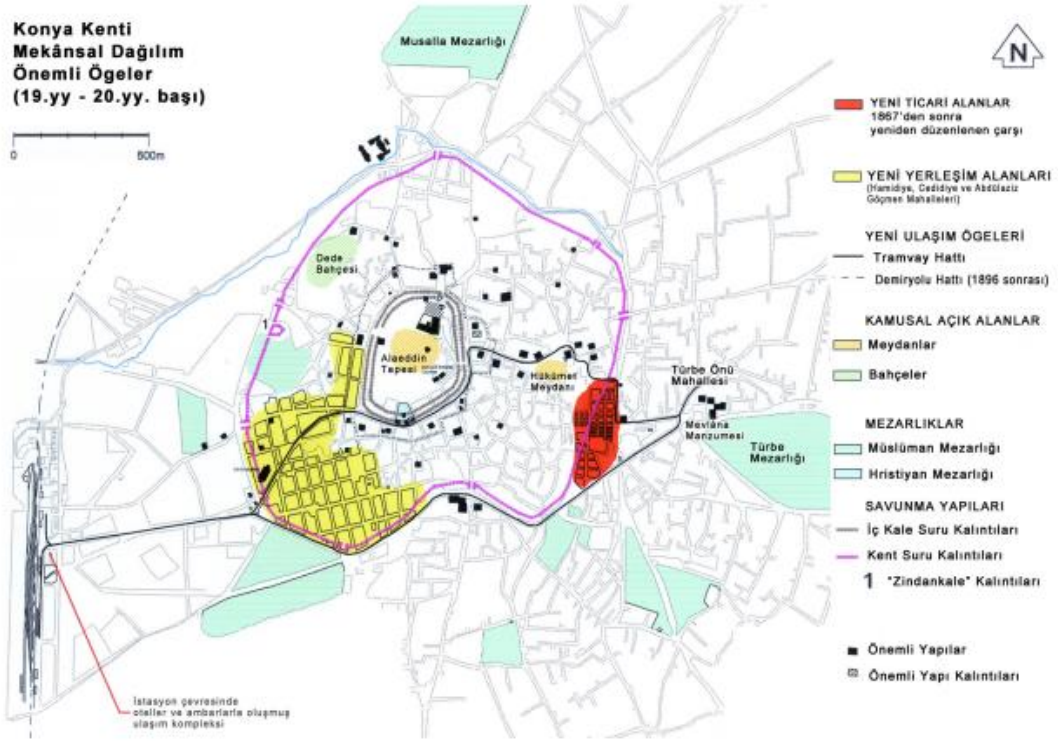 Konya Kenti
Mekânsal Dağılım
Önemli Ögeler
(19.yy - 20.yy. başı)
0 600m
Musalla Mezarlığı
N
Dede
Bahçesi
1
Alaeddin
Tepesi
Hükümet
Meydanı
Türbe Önü
Mahallesi
Mevlâna
Manzumesi
Türbe
Mezarlığı
İstasyon çevresinde
oteller ve ambarlarla oluşmuş
ulaşım kompleksi
YENİ TİCARİ ALANLAR
1867'den sonra
yeniden düzenlenen çarşı
YENİ YERLEŞİM ALANLARI
(Hamidiye, Cedidiye ve Abdülaziz
Göçmen Mahalleleri)
YENİ ULAŞIM ÖGELERİ
Tramvay Hattı
Demiryolu Hattı (1896 sonrası)
KAMUSAL AÇIK ALANLAR
Meydanlar
Bahçeler
MEZARLIKLAR
Müslüman Mezarlığı
Hristiyan Mezarlığı
SAVUNMA YAPILARI
İç Kale Suru Kalıntıları
Kent Suru Kalıntıları
1 "Zindankale" Kalıntıları
Önemli Yapılar
Önemli Yapı Kalıntıları